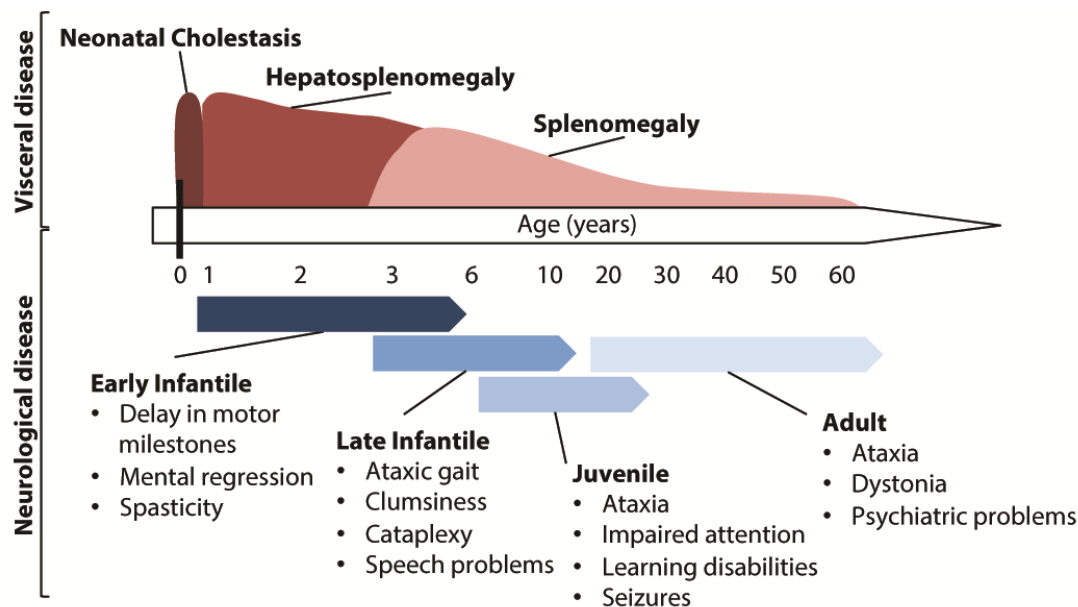 Visceral disease
Neonatal Cholestasis
Hepatosplenomegaly
Splenomegaly
Age (years)
0 1 2 3 6 10 20 30 40 50 60
Neurological disease
Early Infantile
• Delay in motor
milestones
• Mental regression
• Spasticity
Late Infantile
• Ataxic gait
• Clumsiness
• Cataplexy
• Speech problems
Juvenile
• Ataxia
• Impaired attention
• Learning disabilities
• Seizures
Adult
• Ataxia
• Dystonia
• Psychiatric problems